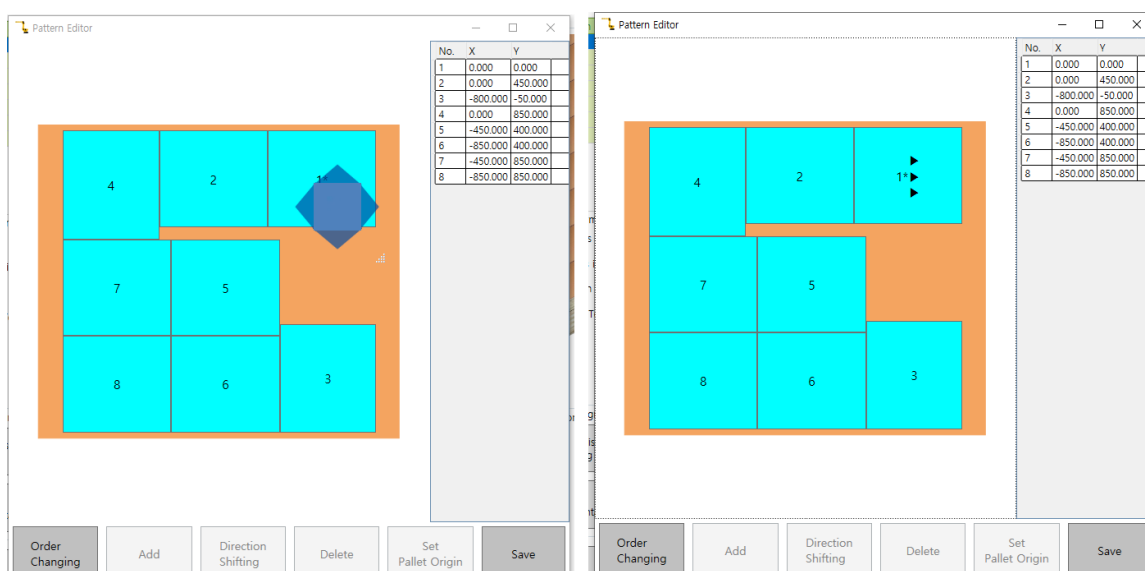 Pattern Editor
No. X Y
1 0.000 0.000
2 0.000 450.000
3 -800.000 -50.000
4 0.000 850.000
5 -450.000 400.000
6 -850.000 400.000
7 -450.000 850.000
8 -850.000 850.000
4 2
7 5
8 6 3
Order Changing
Add
Direction Shifting
Delete
Set Pallet Origin
Save
Pattern Editor
No. X Y
1 0.000 0.000
2 0.000 450.000
3 -800.000 -50.000
4 0.000 850.000
5 -450.000 400.000
6 -850.000 400.000
7 -450.000 850.000
8 -850.000 850.000
4 2 1*
7 5
8 6 3
Order Changing
Add
Direction Shifting
Delete
Set Pallet Origin
Save